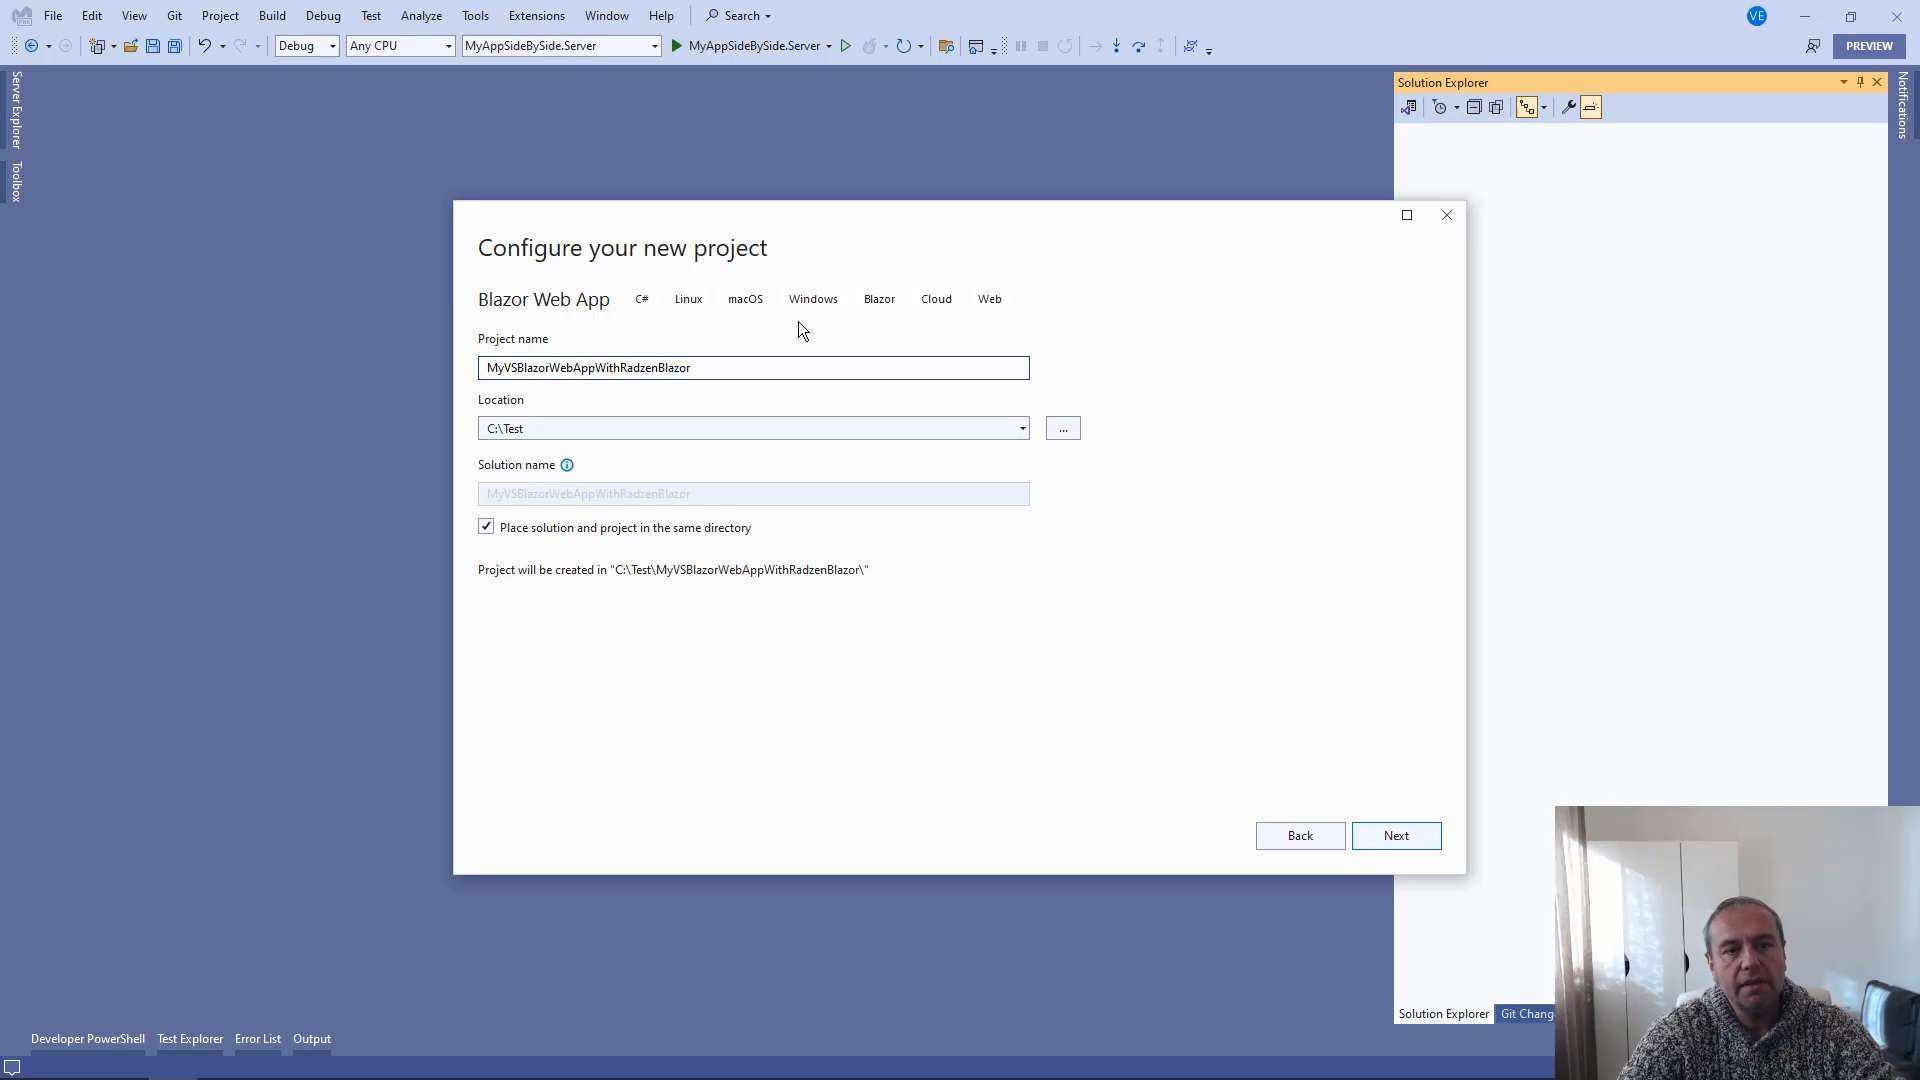 File Edit View Git Project Build Debug Test Analyze Tools Extensions Window Help Search VE
Debug Any CPU MyAppSideBySide.Server MyAppSideBySide.Server PREVIEW
Server Explorer
Toolbox
Solution Explorer
Notifications
Configure your new project
Blazor Web App C# Linux macOS Windows Blazor Cloud Web
Project name
MyVSBlazorWebAppWithRadzenBlazor
Location
C:\Test
...
Solution name
MyVSBlazorWebAppWithRadzenBlazor
Place solution and project in the same directory
Project will be created in "C:\Test\MyVSBlazorWebAppWithRadzenBlazor\"
Back Next
Solution Explorer Git Chang
Developer PowerShell Test Explorer Error List Output